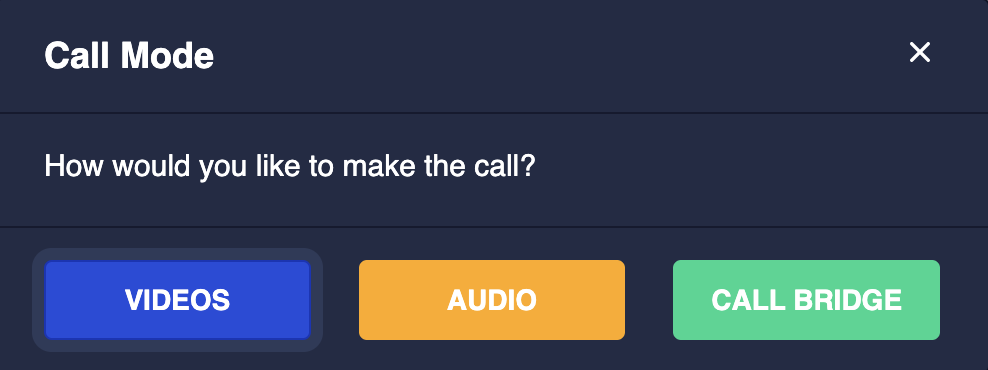 Call Mode
How would you like to make the call?
VIDEOS
AUDIO
CALL BRIDGE